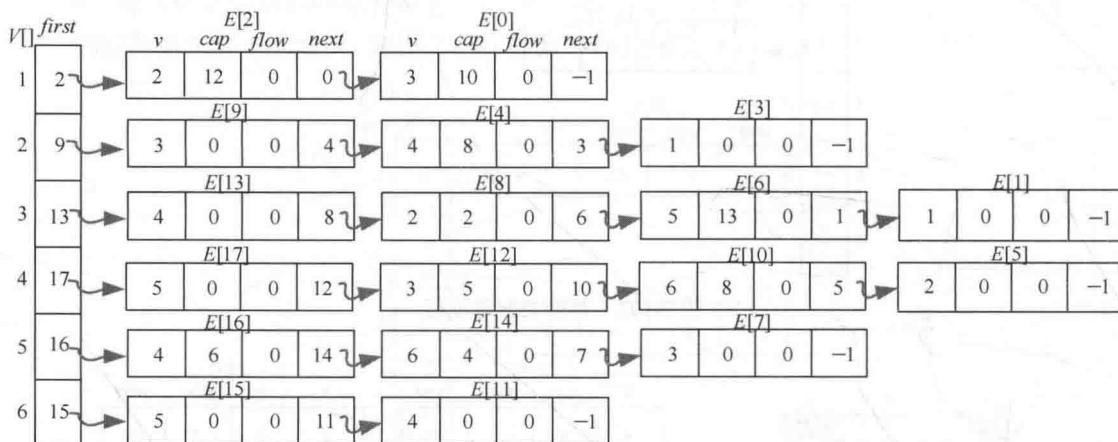 V[] first E[2] E[0]
v cap flow next v cap flow next
1 2 2 12 0 0 3 10 0 −1
E[9] E[4] E[3]
2 9 3 0 0 4 4 8 0 3 1 0 0 −1
E[13] E[8] E[6] E[1]
3 13 4 0 0 8 2 2 0 6 5 13 0 1 1 0 0 −1
E[17] E[12] E[10] E[5]
4 17 5 0 0 12 3 5 0 10 6 8 0 5 2 0 0 −1
E[16] E[14] E[7]
5 16 4 6 0 14 6 4 0 7 3 0 0 −1
E[15] E[11]
6 15 5 0 0 11 4 0 0 −1